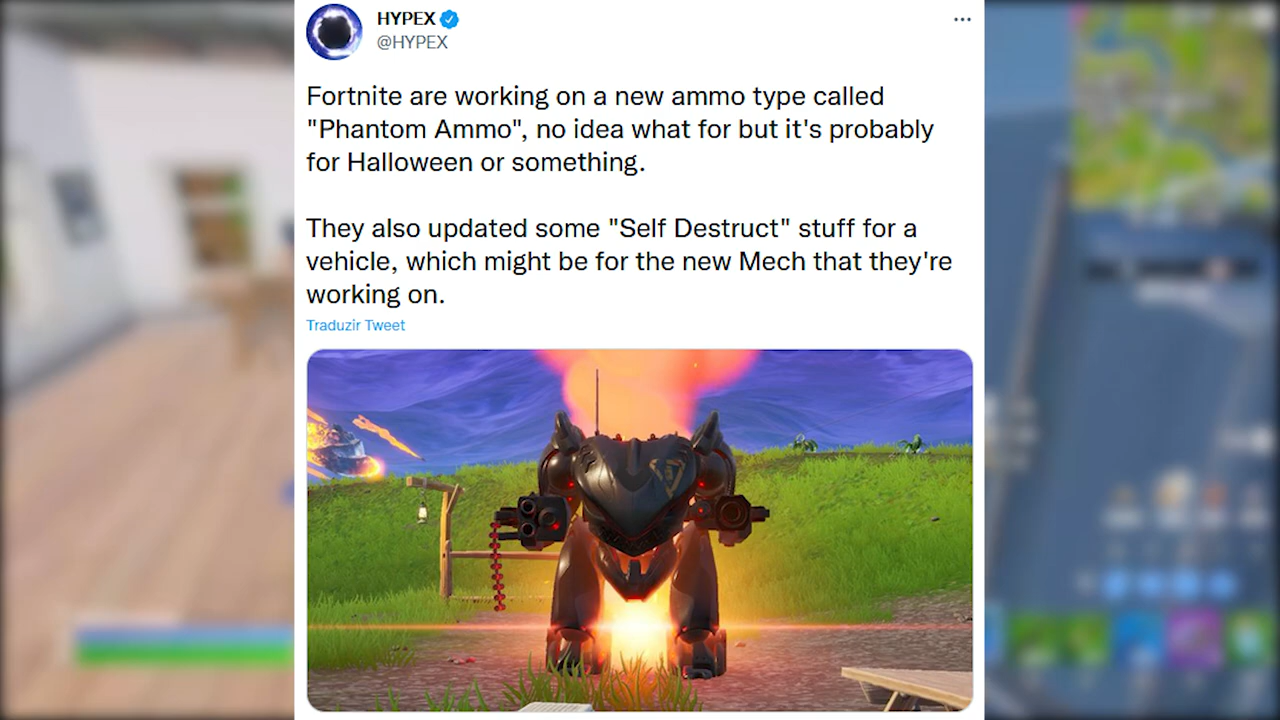 HYPEX
@HYPEX
Fortnite are working on a new ammo type called
"Phantom Ammo", no idea what for but it's probably
for Halloween or something.
They also updated some "Self Destruct" stuff for a
vehicle, which might be for the new Mech that they're
working on.
Traduzir Tweet